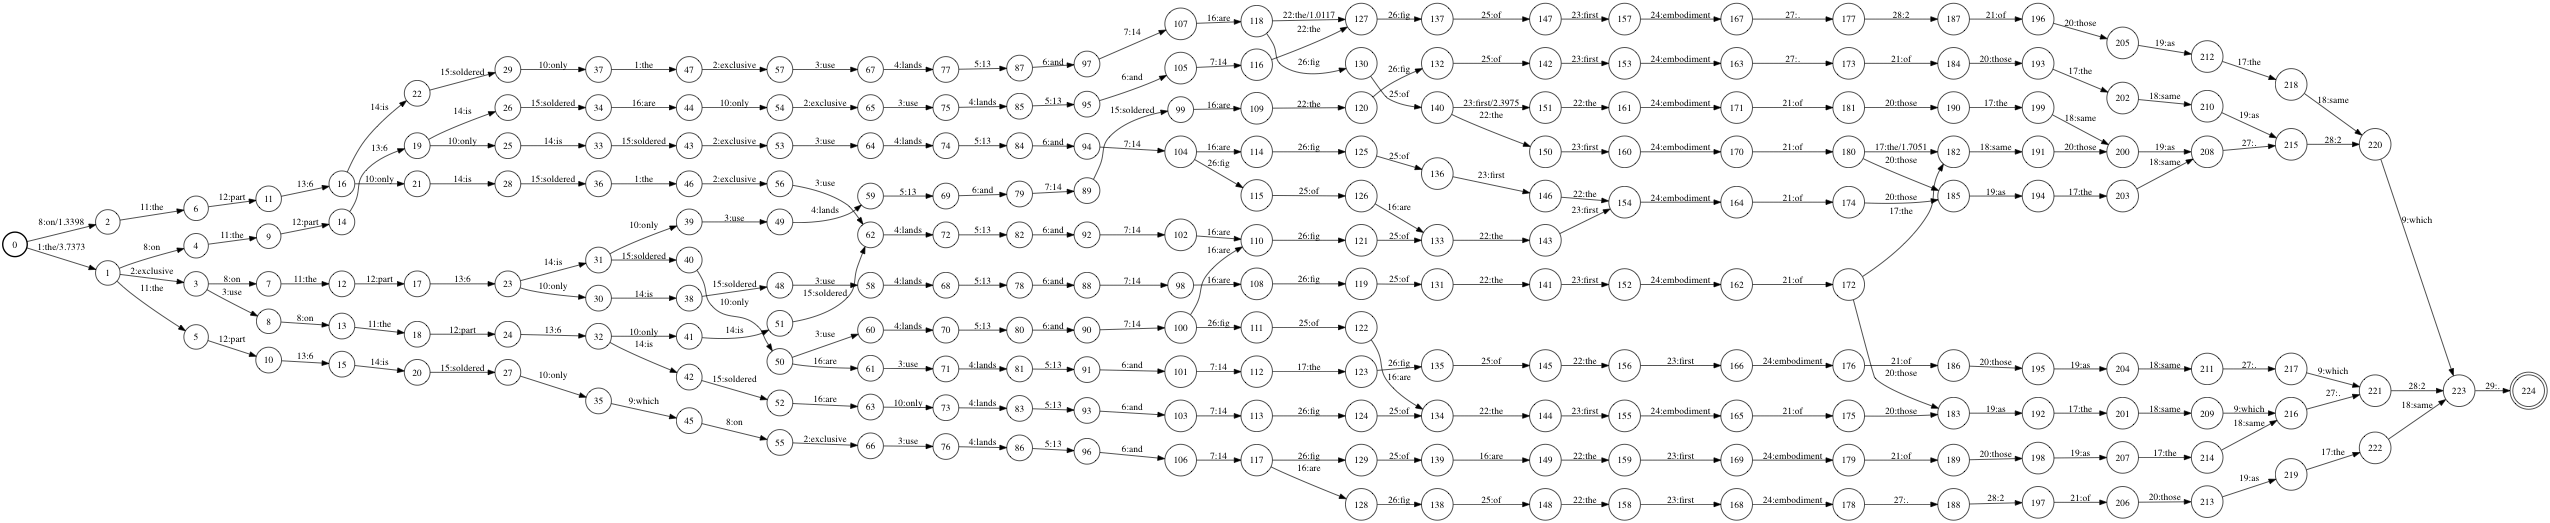 107 16:are 118 22:the/1.0117 127 26:fig 137 25:of 147 23:first 157 24:embodiment 167 27:. 177 28:2 187 21:of 196 20:those 205 19:as 212 17:the 218 18:same 220
14:is 22 15:soldered 29 10:only 37 1:the 47 2:exclusive 57 3:use 67 4:lands 77 5:13 87 6:and 97 7:14
6:and 105 7:14 116 22:the 26:fig 130 25:of 26:fig 132 25:of 142 23:first 153 24:embodiment 163 27:. 173 21:of 184 20:those 193 17:the 202 18:same 210 19:as 215 28:2
14:is 26 15:soldered 34 16:are 44 10:only 54 2:exclusive 65 3:use 75 4:lands 85 5:13 95 15:soldered 99 16:are 109 22:the 120 140 23:first/2.3975 151 22:the 161 24:embodiment 171 21:of 181 20:those 190 17:the 199 18:same
13:6 19 10:only 25 14:is 33 15:soldered 43 2:exclusive 53 3:use 64 4:lands 74 5:13 84 6:and 94 7:14 104 16:are 114 26:fig 125 25:of 136 22:the 150 23:first 160 24:embodiment 170 21:of 180 17:the/1.7051 182 18:same 191 20:those 200 19:as 208 27:.
8:on/1.3398 2 11:the 6 12:part 11 13:6 16 10:only 21 14:is 28 15:soldered 36 1:the 46 2:exclusive 56 3:use 59 5:13 69 6:and 79 7:14 89 26:fig 115 25:of 126 16:are 23:first 146 22:the 154 24:embodiment 164 21:of 174 20:those 20:those 17:the 185 19:as 194 17:the 203 18:same
0 1:the/3.7373 8:on 4 11:the 9 12:part 14 10:only 39 3:use 49 4:lands 62 4:lands 72 5:13 82 6:and 92 7:14 102 16:are 110 26:fig 121 25:of 133 22:the 143 23:first 9:which
1 2:exclusive 3 8:on 7 11:the 12 12:part 17 13:6 23 14:is 31 15:soldered 40 10:only 30 14:is 38 15:soldered 48 3:use 58 4:lands 68 5:13 78 6:and 88 7:14 98 16:are 108 26:fig 119 25:of 131 22:the 141 23:first 152 24:embodiment 162 21:of 172
11:the 3:use 8 8:on 13 11:the 18 12:part 24 13:6 32 10:only 41 14:is 51 15:soldered 10:only 3:use 60 4:lands 70 5:13 80 6:and 90 7:14 100 16:are 26:fig 111 25:of 122 16:are
5 12:part 10 13:6 15 14:is 20 15:soldered 27 14:is 42 15:soldered 50 16:are 61 3:use 71 4:lands 81 5:13 91 6:and 101 7:14 112 17:the 123 26:fig 135 25:of 145 22:the 156 23:first 166 24:embodiment 176 21:of 186 20:those 195 19:as 204 18:same 211 27:. 217 9:which 221 28:2 223 29:. 224
10:only 35 9:which 52 16:are 63 10:only 73 4:lands 83 5:13 93 6:and 103 7:14 113 26:fig 124 25:of 134 22:the 144 23:first 155 24:embodiment 165 21:of 175 20:those 20:those 183 19:as 192 17:the 201 18:same 209 9:which 216 27:. 18:same
45 8:on 55 2:exclusive 66 3:use 76 4:lands 86 5:13 96 6:and 106 7:14 117 26:fig 129 25:of 139 16:are 149 22:the 159 23:first 169 24:embodiment 179 21:of 189 20:those 198 19:as 207 17:the 214 18:same 222
16:are 128 26:fig 138 25:of 148 22:the 158 23:first 168 24:embodiment 178 27:. 188 28:2 197 21:of 206 20:those 213 19:as 219 17:the